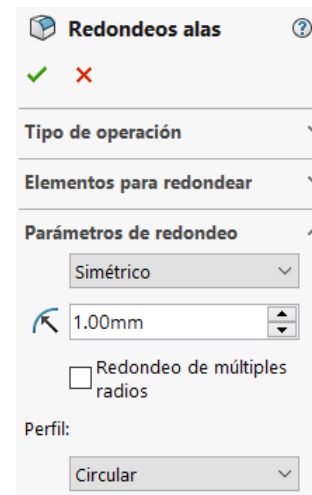 Redondeos alas
Tipo de operación
Elementos para redondear
Parámetros de redondeo
Simétrico
1.00mm
Redondeo de múltiples
radios
Perfil:
Circular